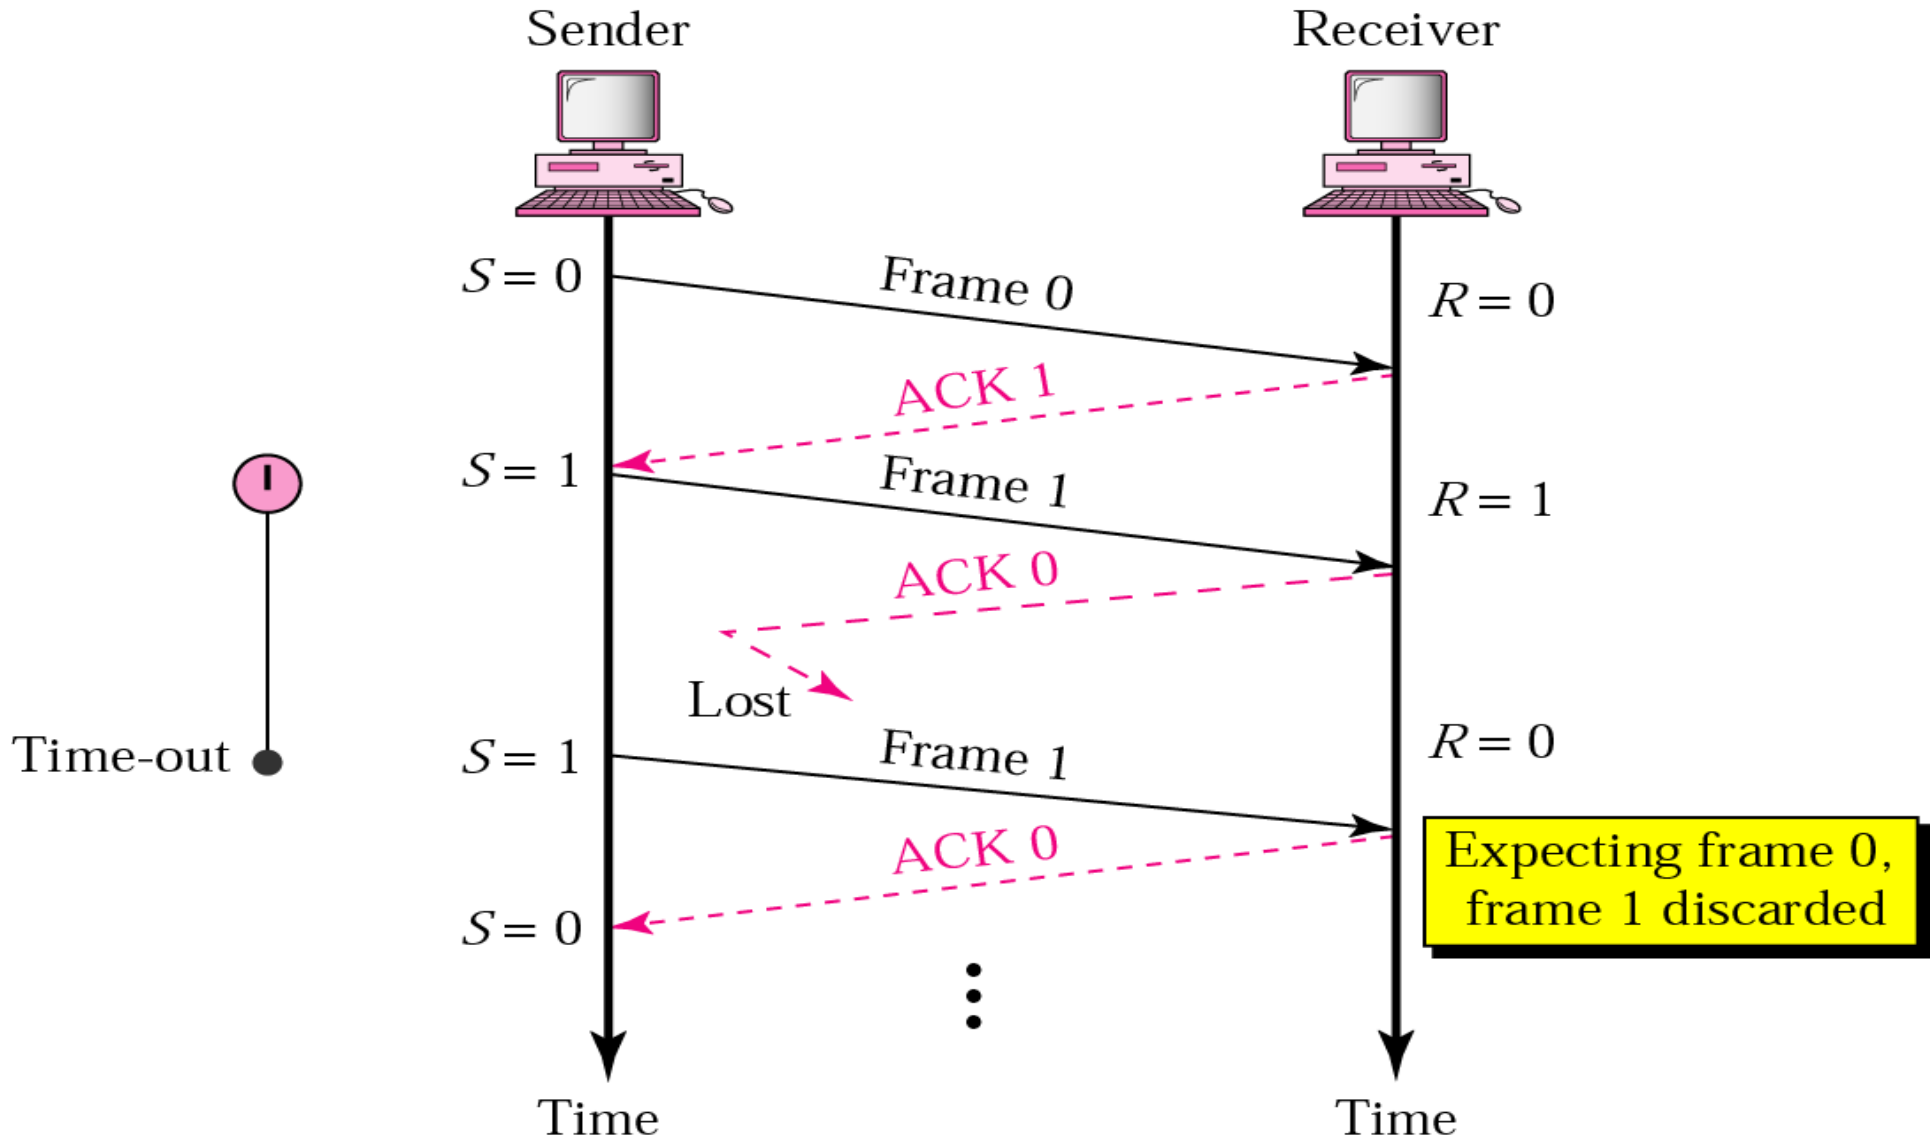 Sender
Receiver
S = 0
Frame 0
R = 0
ACK 1
S = 1
Frame 1
R = 1
ACK 0
Lost
Time-out
S = 1
Frame 1
R = 0
ACK 0
Expecting frame 0,
frame 1 discarded
S = 0
Time
Time